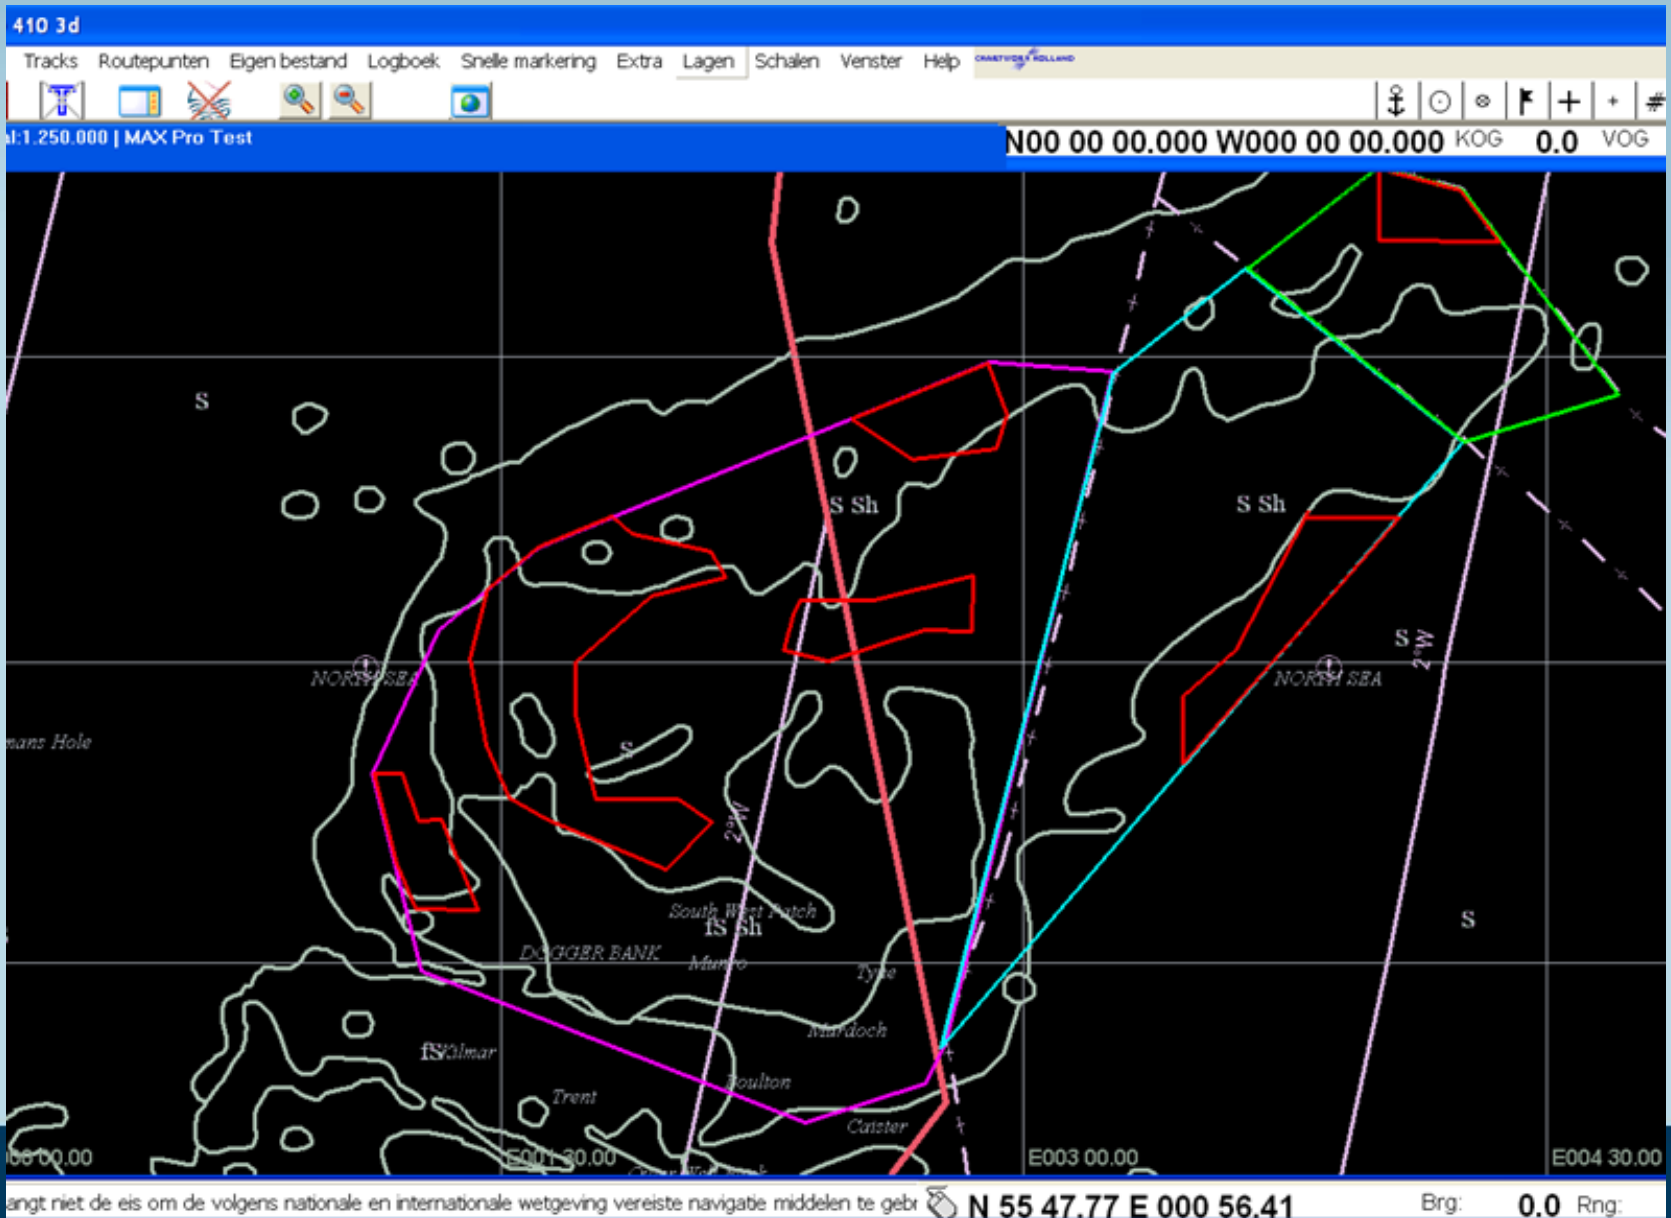 410 3d
Tracks Routepunten Eigen bestand Logboek Snelle markering Extra Lagen Schalen Venster Help CHARTWORX HOLLAND
al:1.250.000 | MAX Pro Test
N00 00 00.000 W000 00 00.000 KOG 0.0 VOG
S
S Sh
S Sh
S
2°W
NORTH SEA
NORTH SEA
mans Hole
S
2°W
South West Patch
fS Sh
S
DOGGER BANK
Munro
Tyne
Murdoch
fS Kilmar
Boulton
Trent
Caister
00.00
E001 30.00
E003 00.00
E004 30.00
angt niet de eis om de volgens nationale en internationale wetgeving vereiste navigatie middelen te gebr
N 55 47.77 E 000 56.41 Brg: 0.0 Rng: